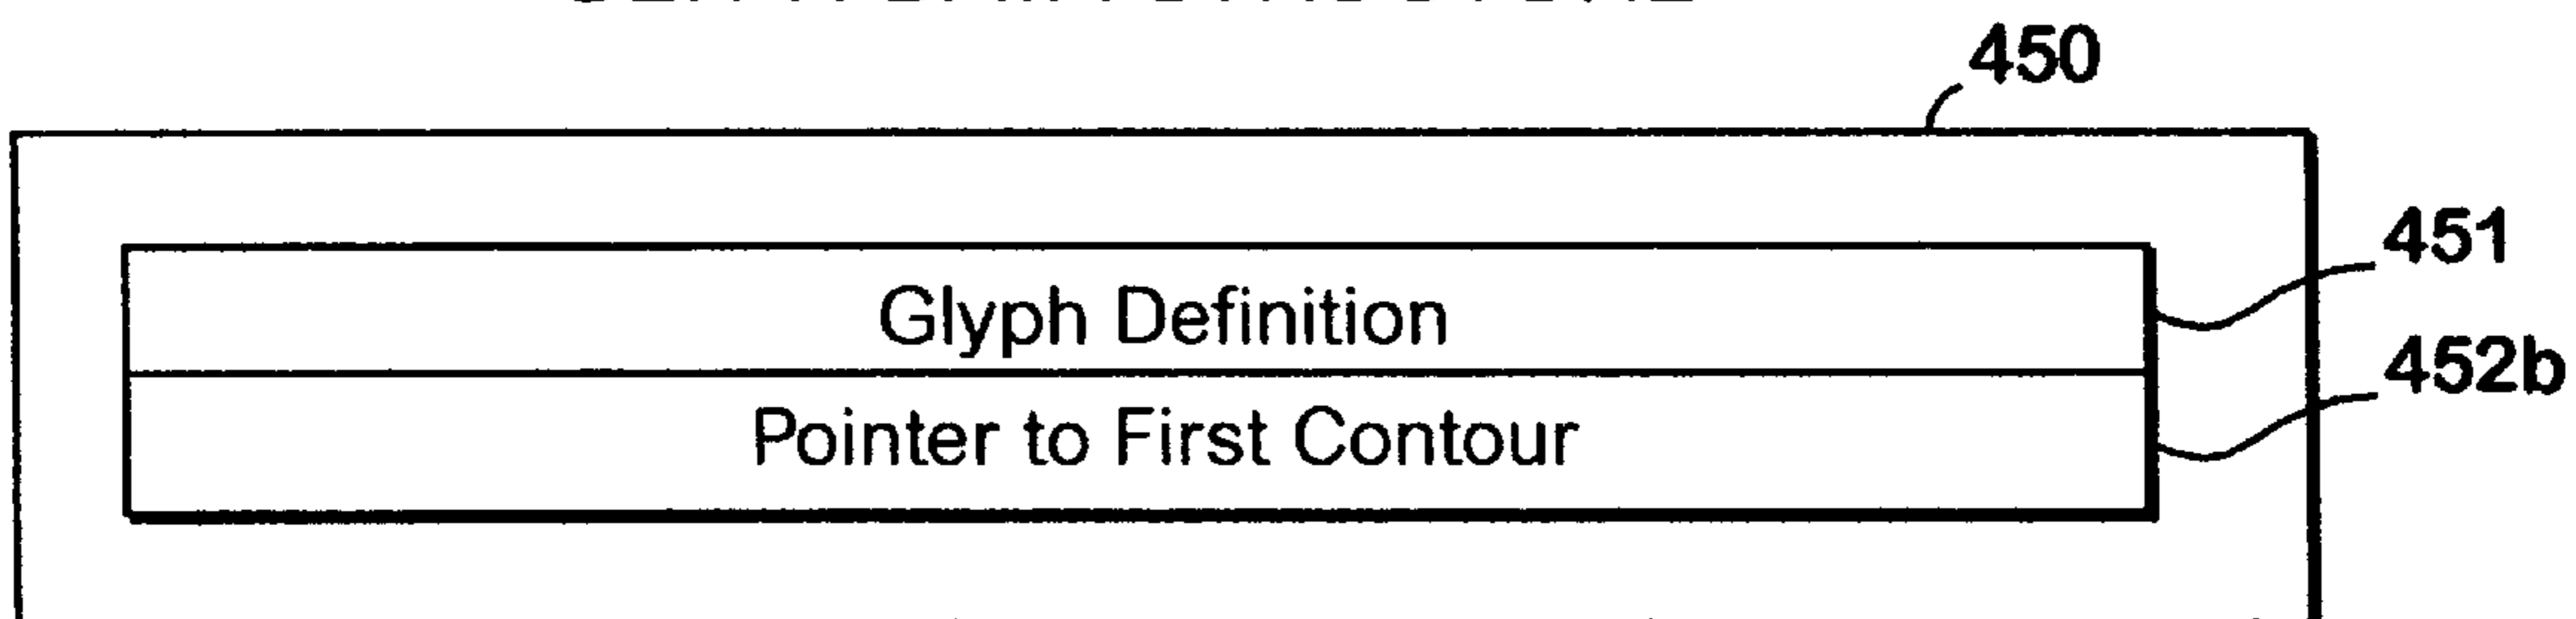 450
Glyph Definition
451
Pointer to First Contour
452b